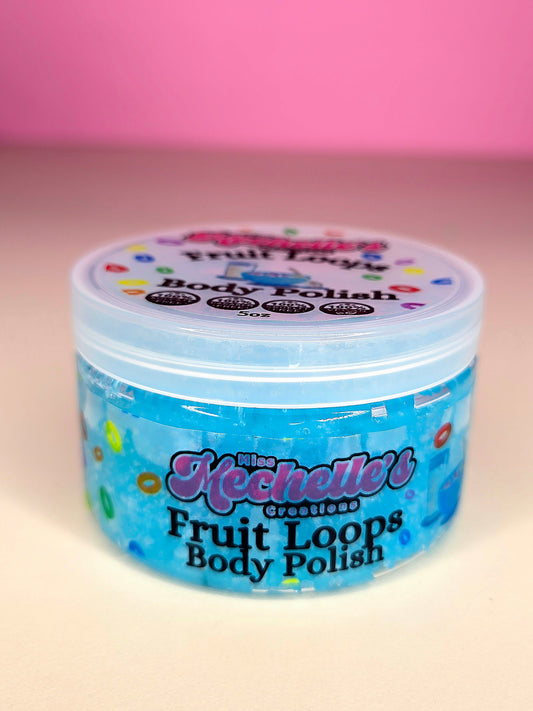 Fruit Loops
Body Polish
5oz
Miss
Mechelle's
Creations
Fruit Loops
Body Polish